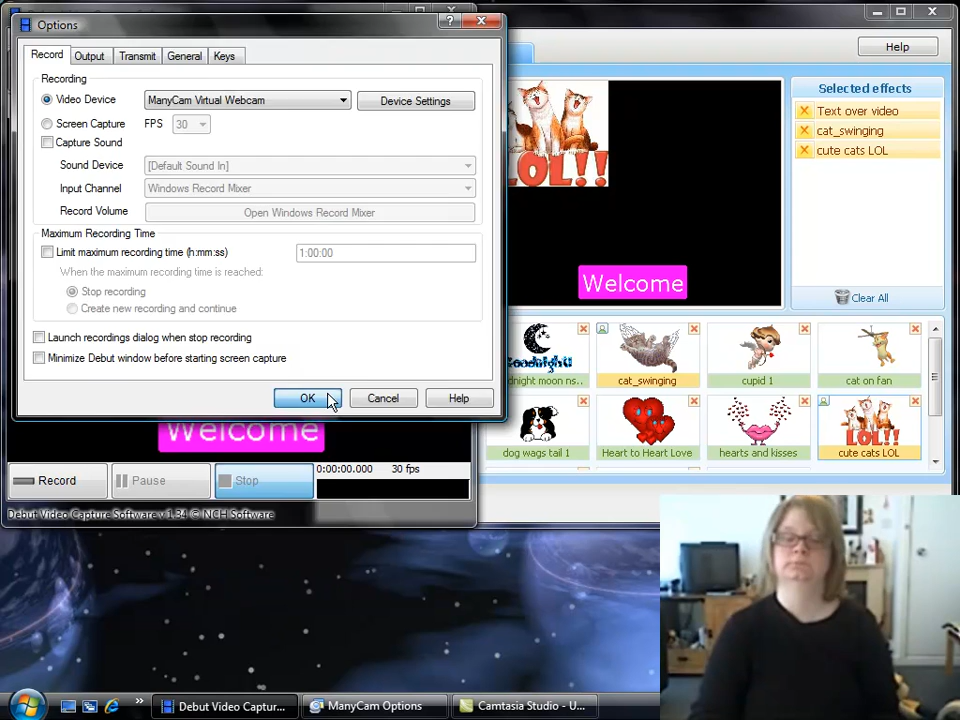 Options
Record Output Transmit General Keys
Recording
Video Device ManyCam Virtual Webcam Device Settings
Screen Capture FPS 30
Capture Sound
Sound Device [Default Sound In]
Input Channel Windows Record Mixer
Record Volume Open Windows Record Mixer
Maximum Recording Time
Limit maximum recording time (h:mm:ss) 1:00:00
When the maximum recording time is reached:
Stop recording
Create new recording and continue
Launch recordings dialog when stop recording
Minimize Debut window before starting screen capture
OK Cancel Help
Welcome
Record Pause Stop 0:00:00.000 30 fps
Debut Video Capture Software v 1.34 © NCH Software
Help
LOL!!
Welcome
Selected effects
Text over video
cat_swinging
cute cats LOL
Clear All
Goodnight!
dnight moon ns.. cat_swinging cupid 1 cat on fan
LOL!!
dog wags tail 1 Heart to Heart Love hearts and kisses cute cats LOL
» Debut Video Captur... ManyCam Options Camtasia Studio - U...